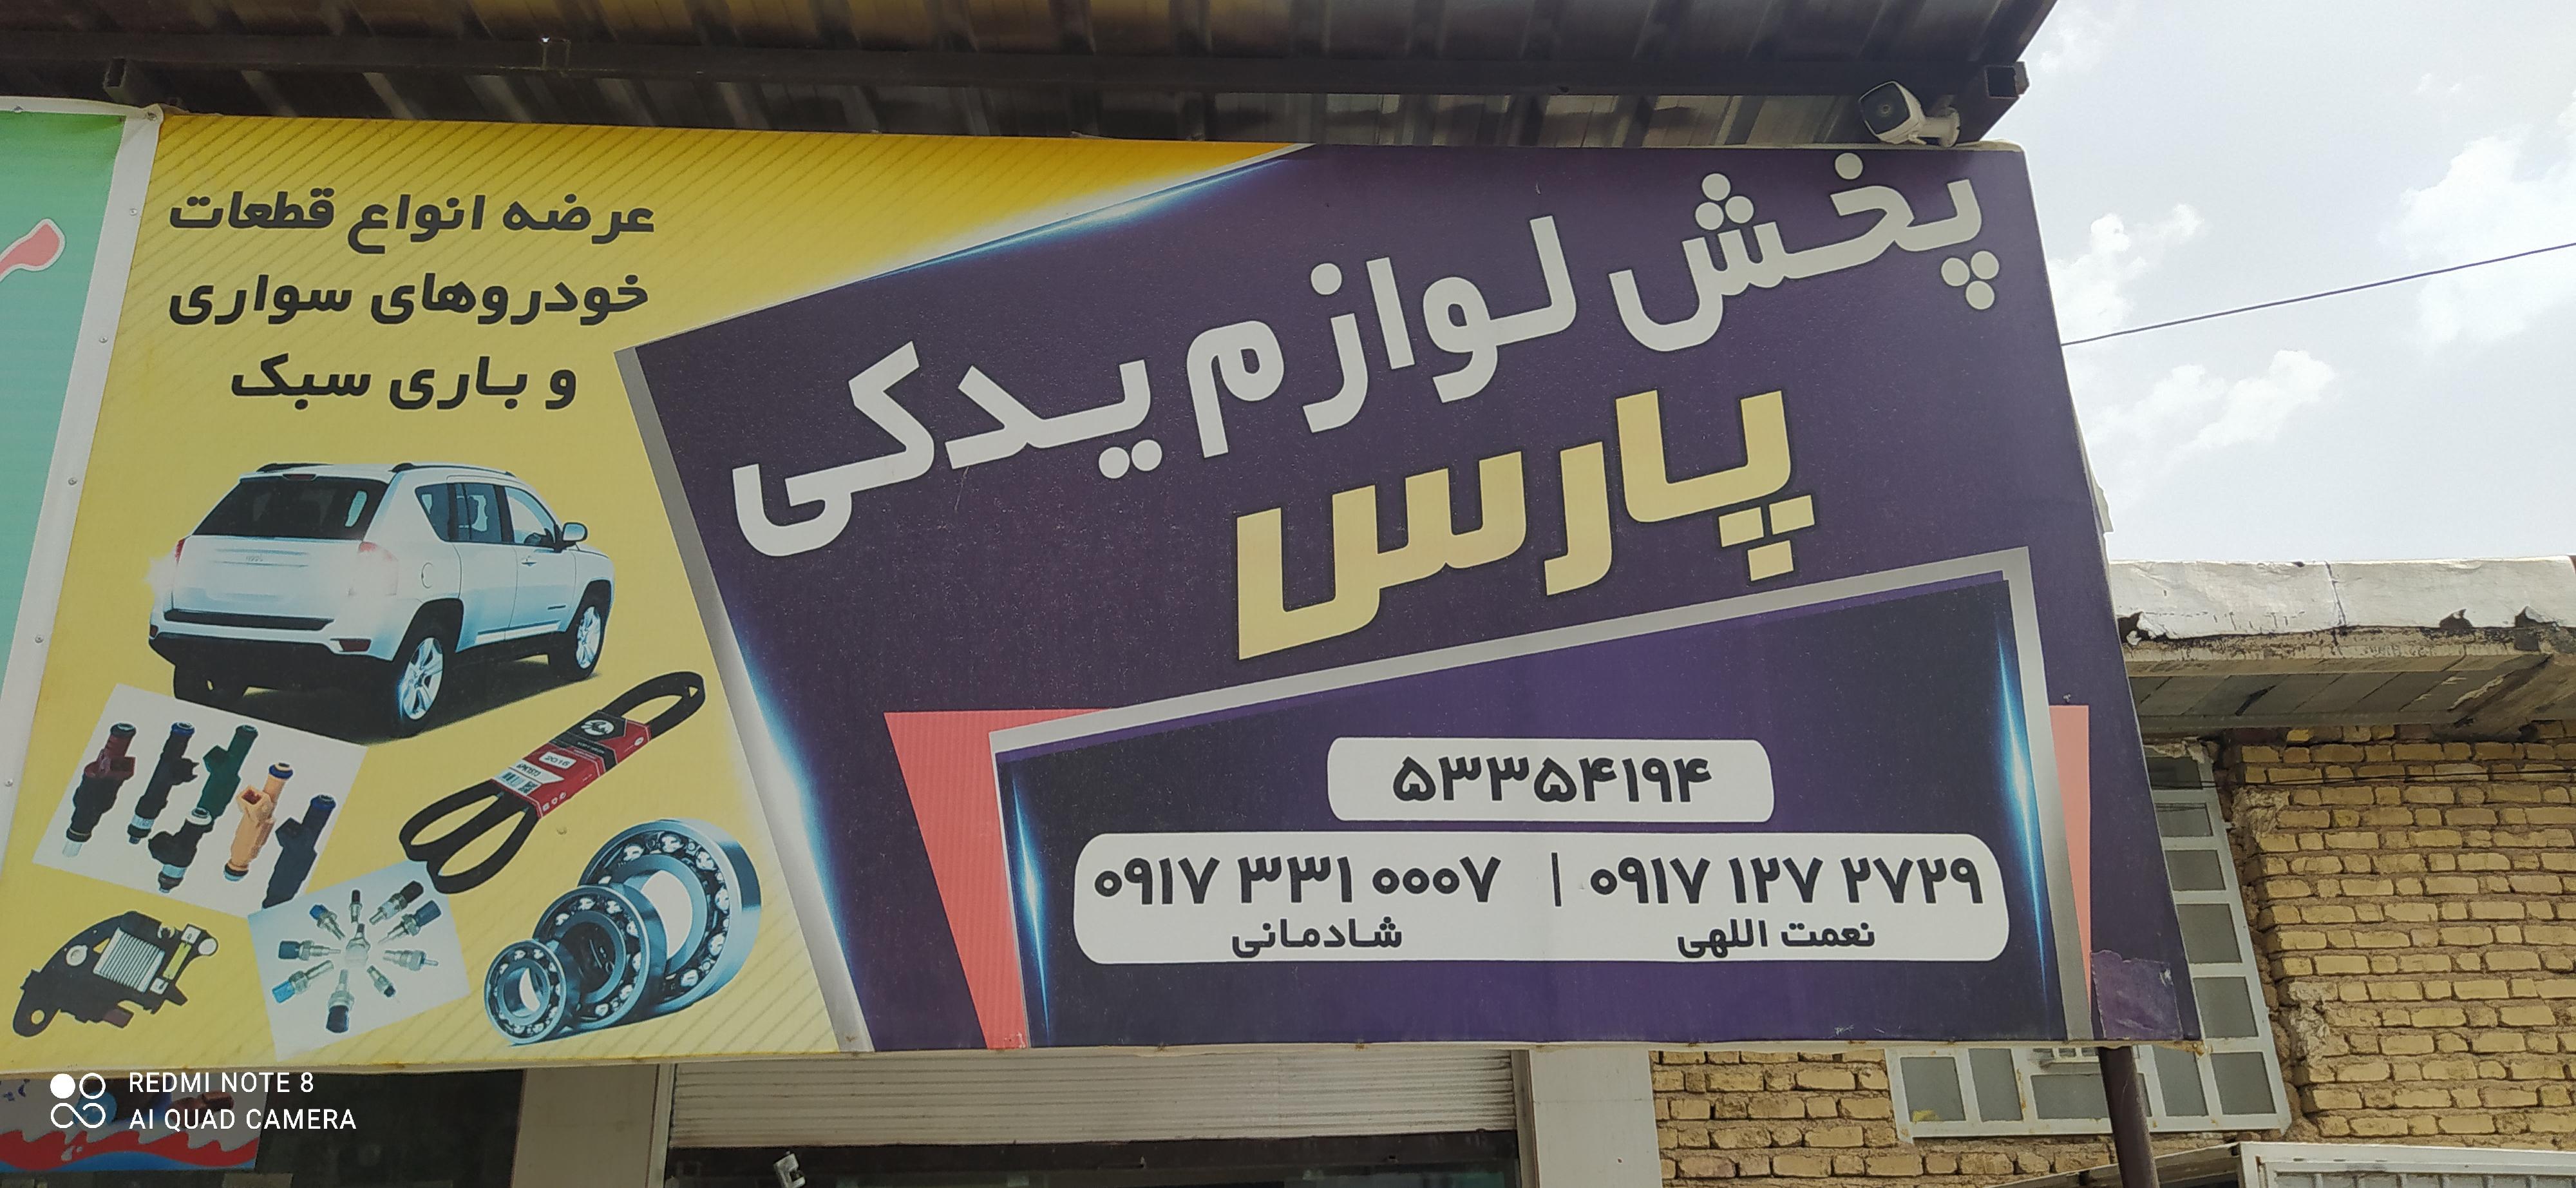 پخش لوازم یدکی
پارس
عرضه انواع قطعات
خودروهای سواری
و باری سبک
۵۳۳۵۴۱۹۴
۰۹۱۷ ۳۳۱ ۰۰۰۷ | ۰۹۱۷ ۱۲۷ ۲۷۲۹
شادمانی نعمت اللهی
REDMI NOTE 8
AI QUAD CAMERA